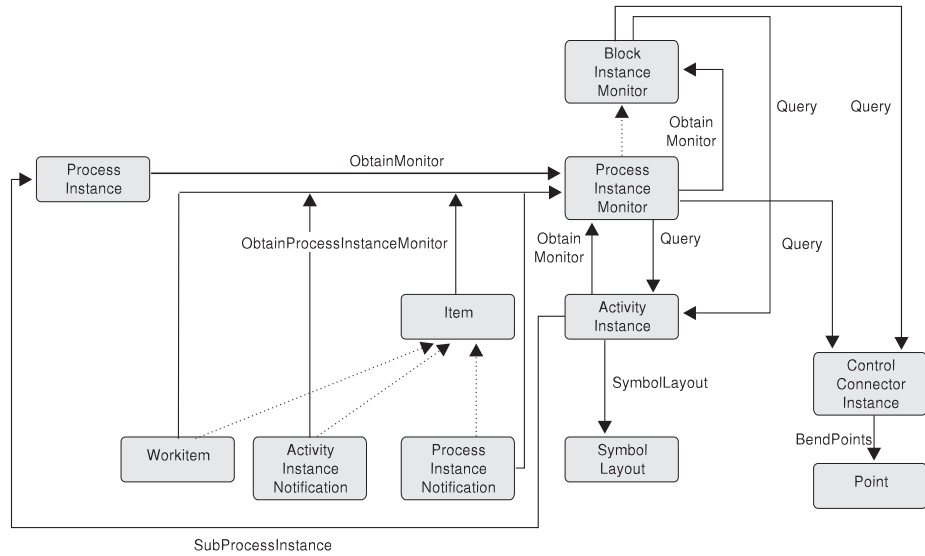 Block
Instance
Monitor
Query
Query
Obtain
Monitor
ObtainMonitor
Process
Instance
Process
Instance
Monitor
ObtainProcessInstanceMonitor
Obtain
Monitor
Query
Query
Item
Activity
Instance
Control
Connector
Instance
SymbolLayout
BendPoints
Workitem
Activity
Instance
Notification
Process
Instance
Notification
Symbol
Layout
Point
SubProcessInstance